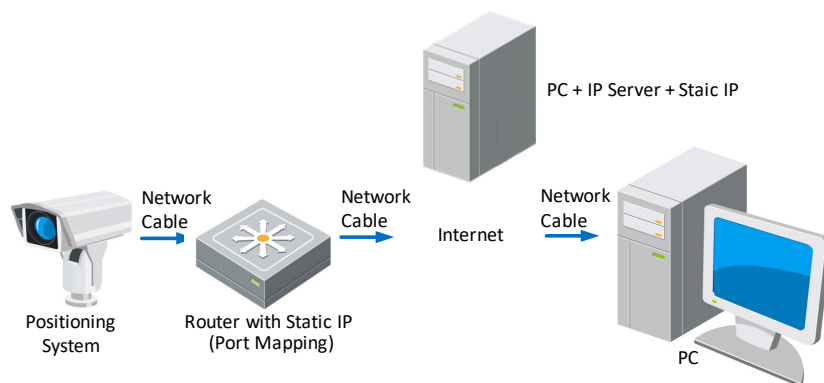 PC + IP Server + Staic IP
Network
Cable
Network
Cable
Network
Cable
Internet
Positioning
System
Router with Static IP
(Port Mapping)
PC